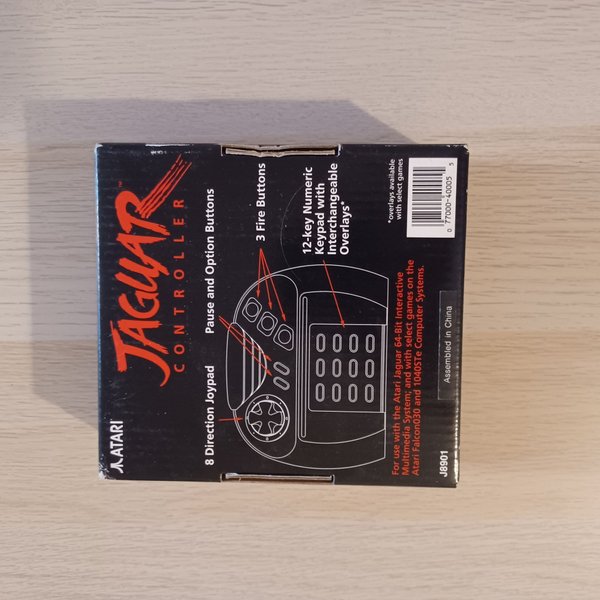 ATARI
JAGUAR™
CONTROLLER
8 Direction Joypad
Pause and Option Buttons
3 Fire Buttons
12-key Numeric
Keypad with
Interchangeable
Overlays*
For use with the Atari Jaguar 64-Bit Interactive
Multimedia System; and with select games on the
Atari Falcon030 and 1040STe Computer Systems.
*overlays available
with select games
0 77000-40005 5
J8901
Assembled in China